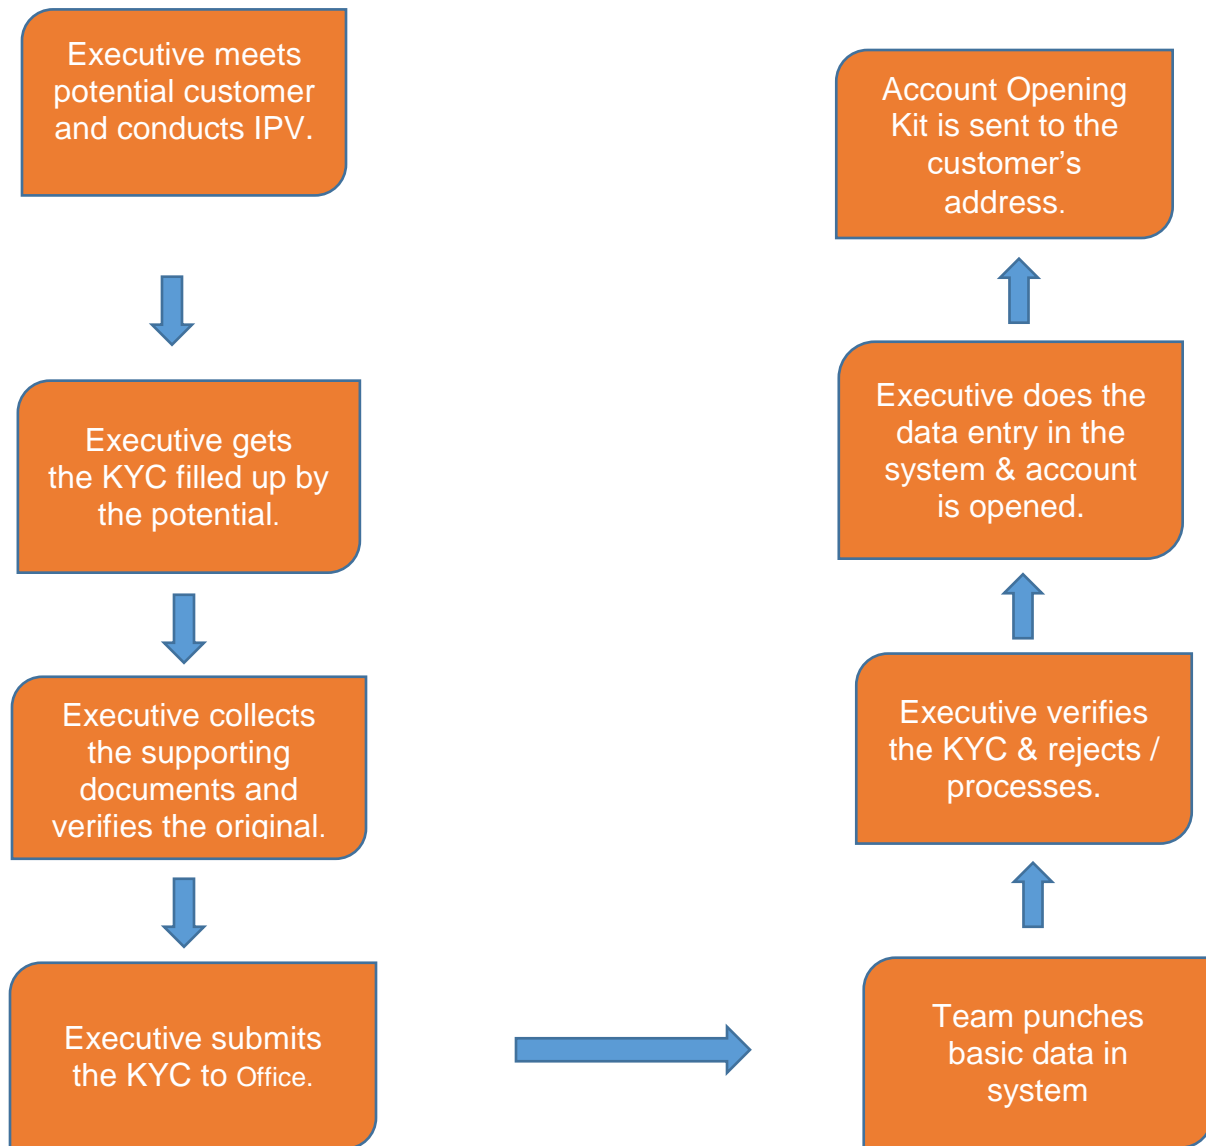 Executive meets
potential customer
and conducts IPV.
Executive gets
the KYC filled up by
the potential.
Executive collects
the supporting
documents and
verifies the original.
Executive submits
the KYC to Office.
Team punches
basic data in
system
Executive verifies
the KYC & rejects /
processes.
Executive does the
data entry in the
system & account
is opened.
Account Opening
Kit is sent to the
customer’s
address.